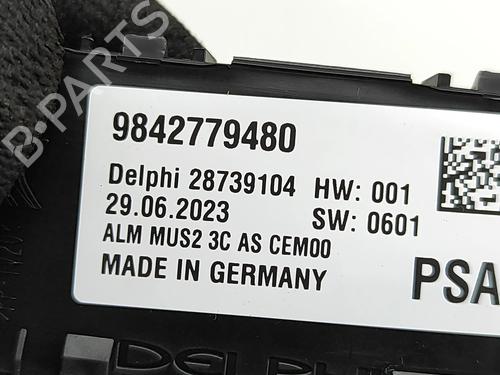 9842779480
Delphi 28739104 HW: 001
29.06.2023 SW: 0601
ALM MUS2 3C AS CEM00
MADE IN GERMANY PSA
B-PARTS